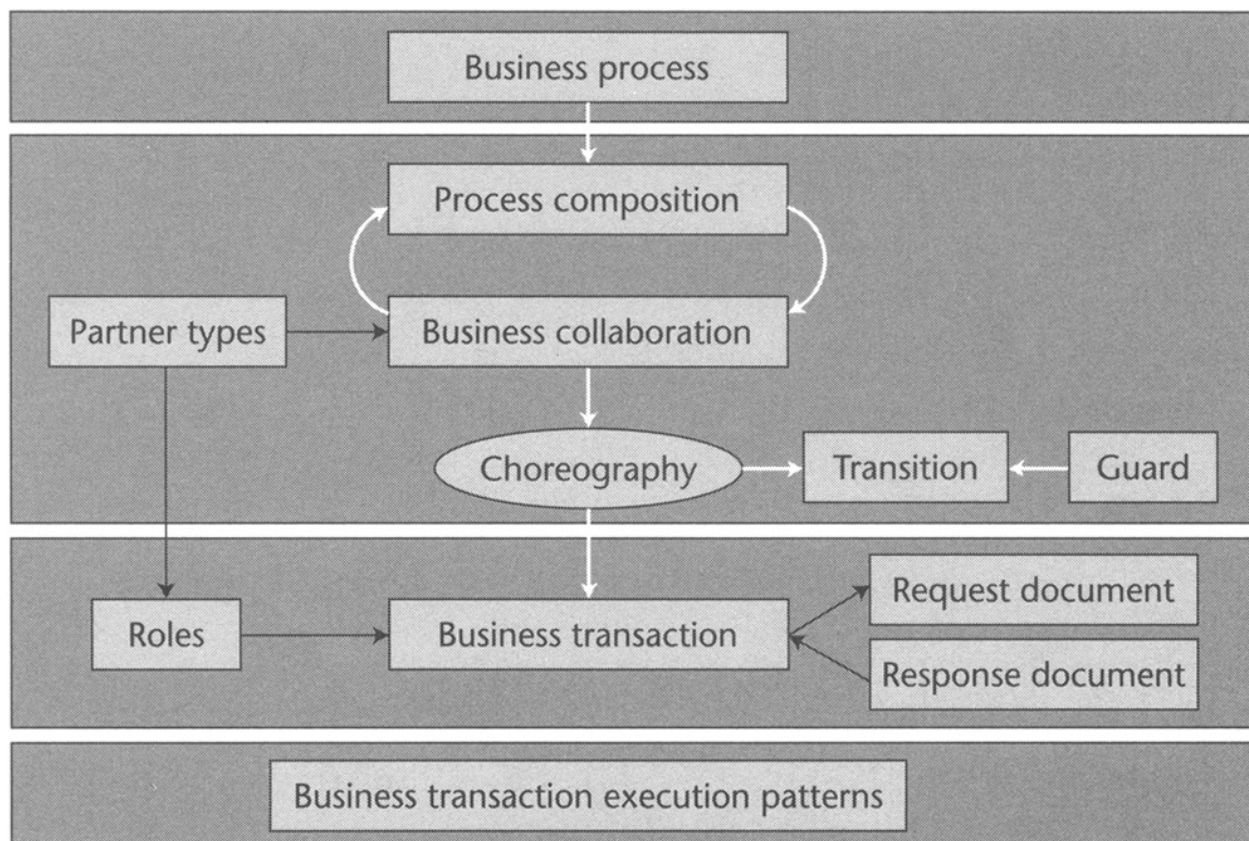 Business process
Process composition
Partner types
Business collaboration
Choreography
Transition
Guard
Request document
Roles
Business transaction
Response document
Business transaction execution patterns